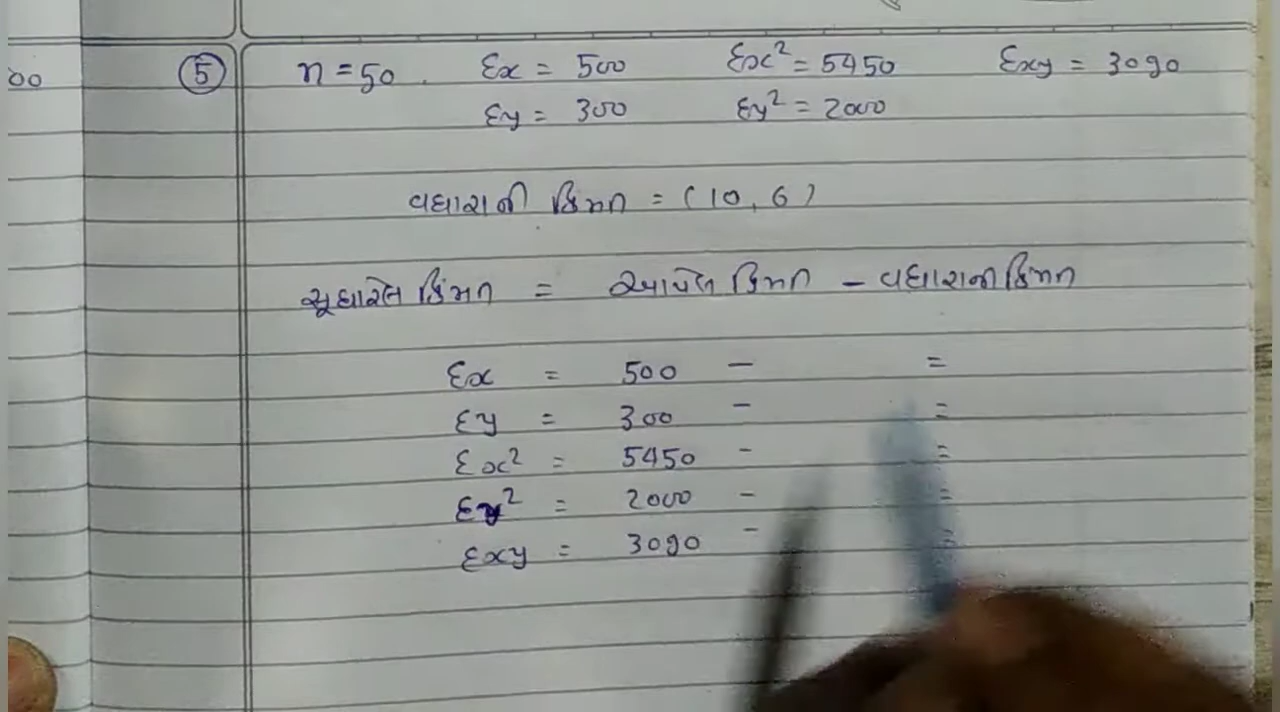 00
⑤ n = 50. Σx = 500 Σx² = 5450 Σxy = 3090
Σy = 300 Σy² = 2000
વધારાની કિંમત = (10, 6)
સુધારેલ કિંમત = આપેલ કિંમત - વધારાની કિંમત
Σx = 500 - =
Σy = 300 - =
Σx² = 5450 - =
Σy² = 2000 - =
Σxy = 3090 - =